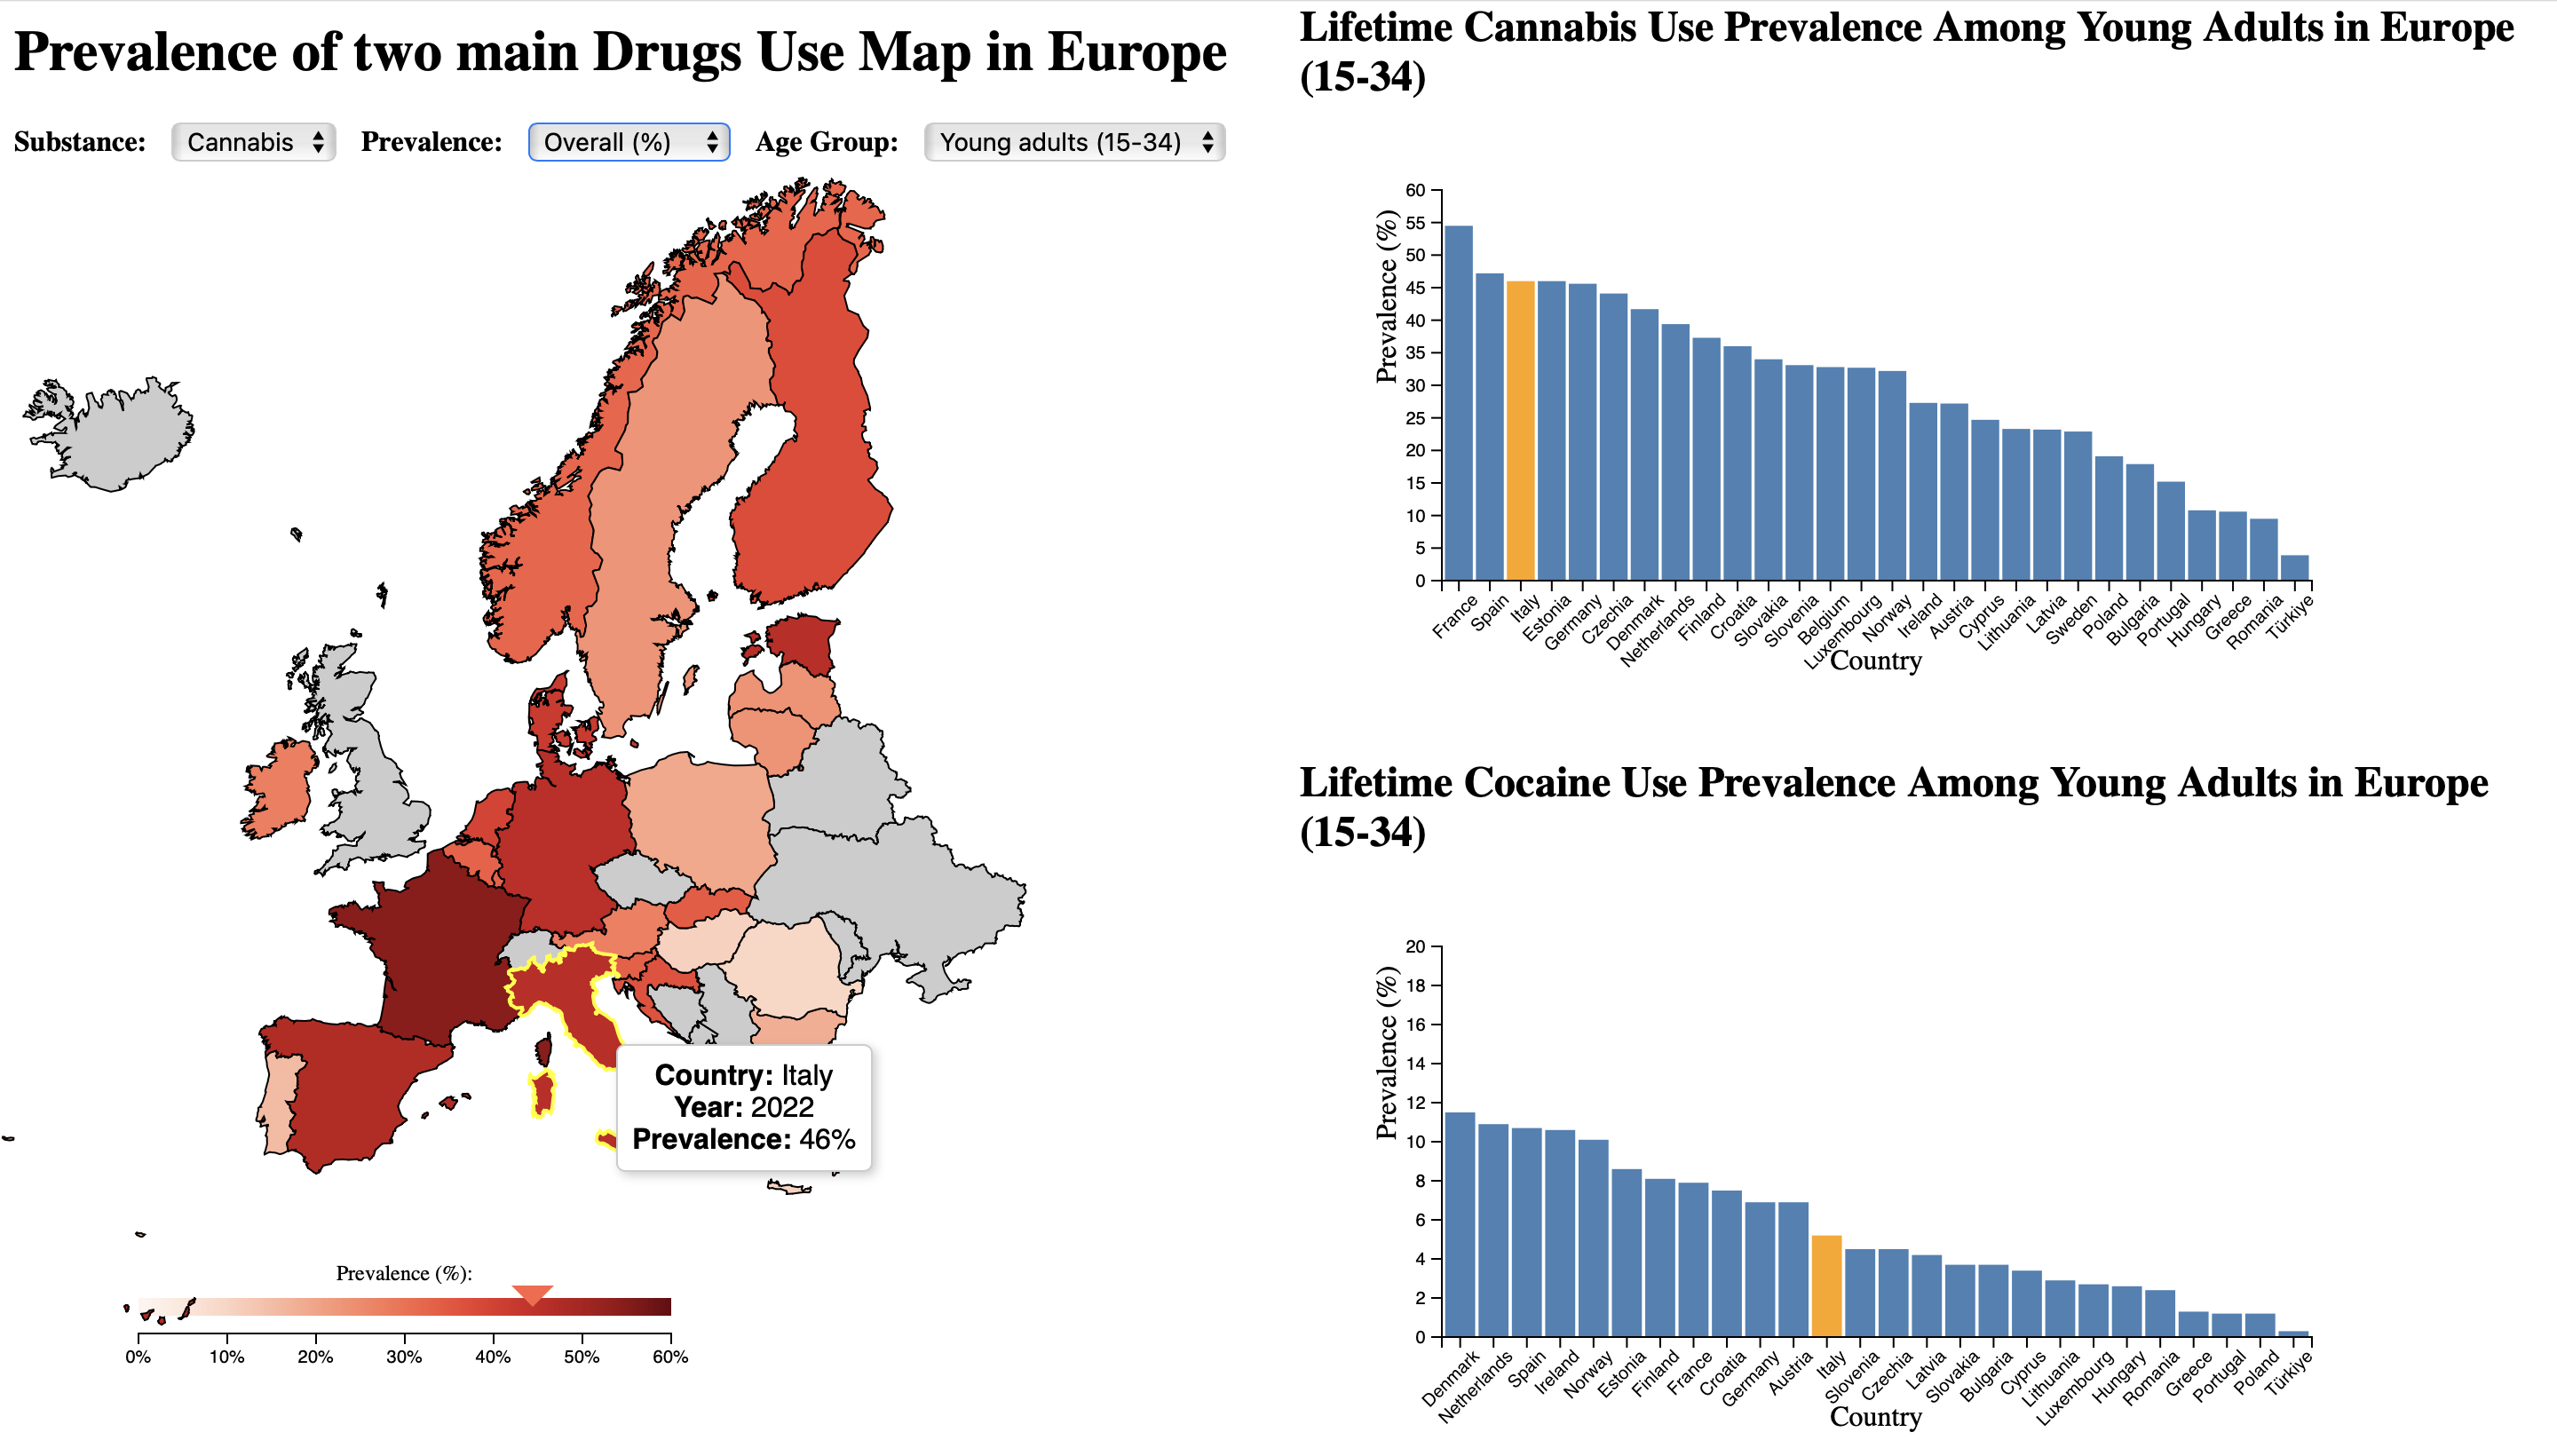 Prevalence of two main Drugs Use Map in Europe
Substance: Cannabis Prevalence: Overall (%) Age Group: Young adults (15-34)
Country: Italy
Year: 2022
Prevalence: 46%
Prevalence (%):
0% 10% 20% 30% 40% 50% 60%
Lifetime Cannabis Use Prevalence Among Young Adults in Europe
(15-34)
Prevalence (%)
60
55
50
45
40
35
30
25
20
15
10
5
0
France Spain Italy Estonia Germany Czechia Denmark Netherlands Finland Croatia Slovakia Slovenia Belgium Luxembourg Norway Ireland Austria Cyprus Lithuania Latvia Sweden Poland Bulgaria Portugal Hungary Greece Romania Türkiye
Country
Lifetime Cocaine Use Prevalence Among Young Adults in Europe
(15-34)
Prevalence (%)
20
18
16
14
12
10
8
6
4
2
0
Denmark Netherlands Spain Ireland Norway Estonia Finland France Croatia Germany Austria Italy Slovenia Czechia Latvia Slovakia Bulgaria Cyprus Lithuania Luxembourg Hungary Romania Greece Portugal Poland Türkiye
Country